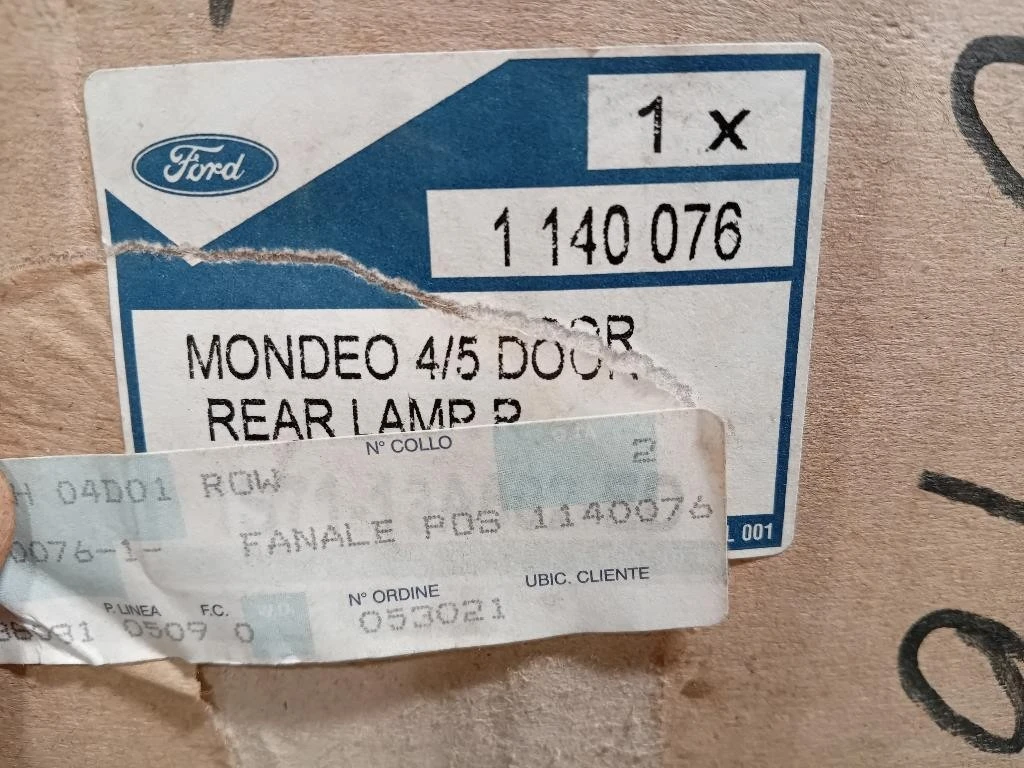 Ford
1 x
1 140 076
MONDEO 4/5 DOOR
REAR LAMP R
N° COLLO
2
H 04D01 ROW
0076-1- FANALE POS 1140076
L 001
P. LINEA F.C. N° ORDINE UBIC. CLIENTE
0509 0 053021